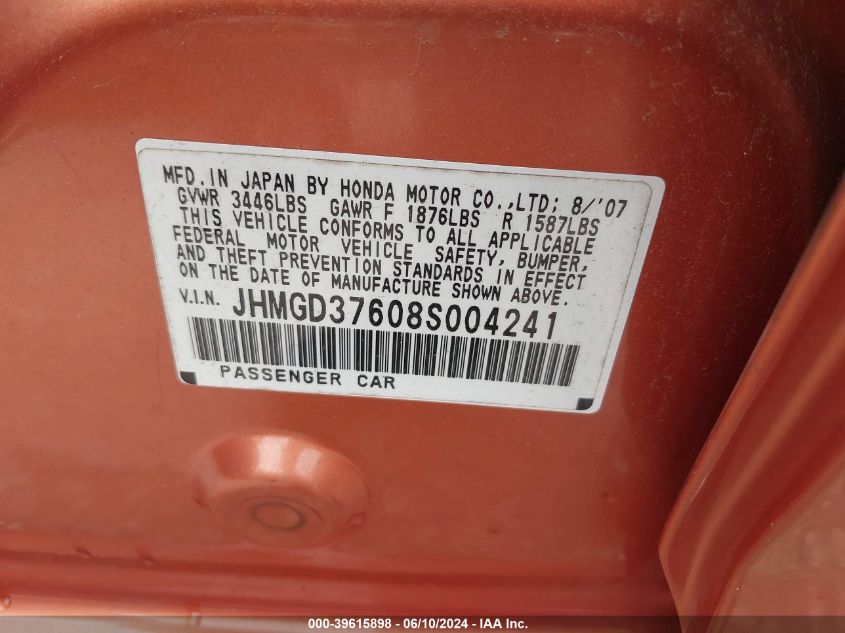 MFD. IN JAPAN BY HONDA MOTOR CO.,LTD; 8/'07
GVWR 3446LBS GAWR F 1876LBS R 1587LBS
THIS VEHICLE CONFORMS TO ALL APPLICABLE
FEDERAL MOTOR VEHICLE SAFETY, BUMPER,
AND THEFT PREVENTION STANDARDS IN EFFECT
ON THE DATE OF MANUFACTURE SHOWN ABOVE.
V.I.N. JHMGD37608S004241
PASSENGER CAR
000-39615898 - 06/10/2024 - IAA Inc.